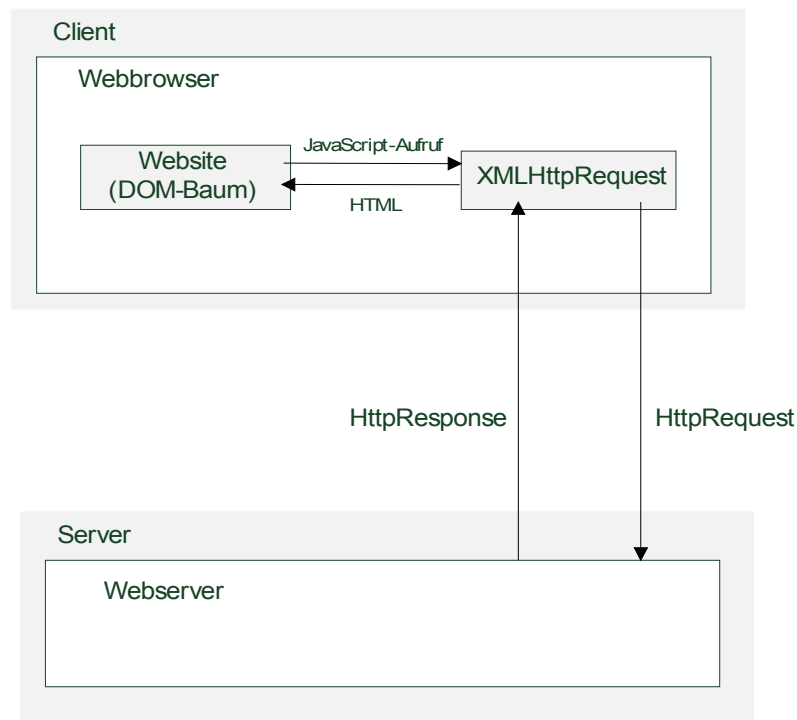 Client
Webbrowser
JavaScript-Aufruf
Website
(DOM-Baum)
XMLHttpRequest
HTML
HttpResponse
HttpRequest
Server
Webserver